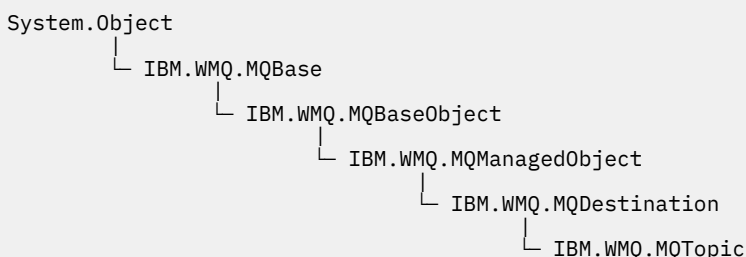 System.Object
IBM.WMQ.MQBase
IBM.WMQ.MQBaseObject
IBM.WMQ.MQManagedObject
IBM.WMQ.MQDestination
IBM.WMQ.MQTopic